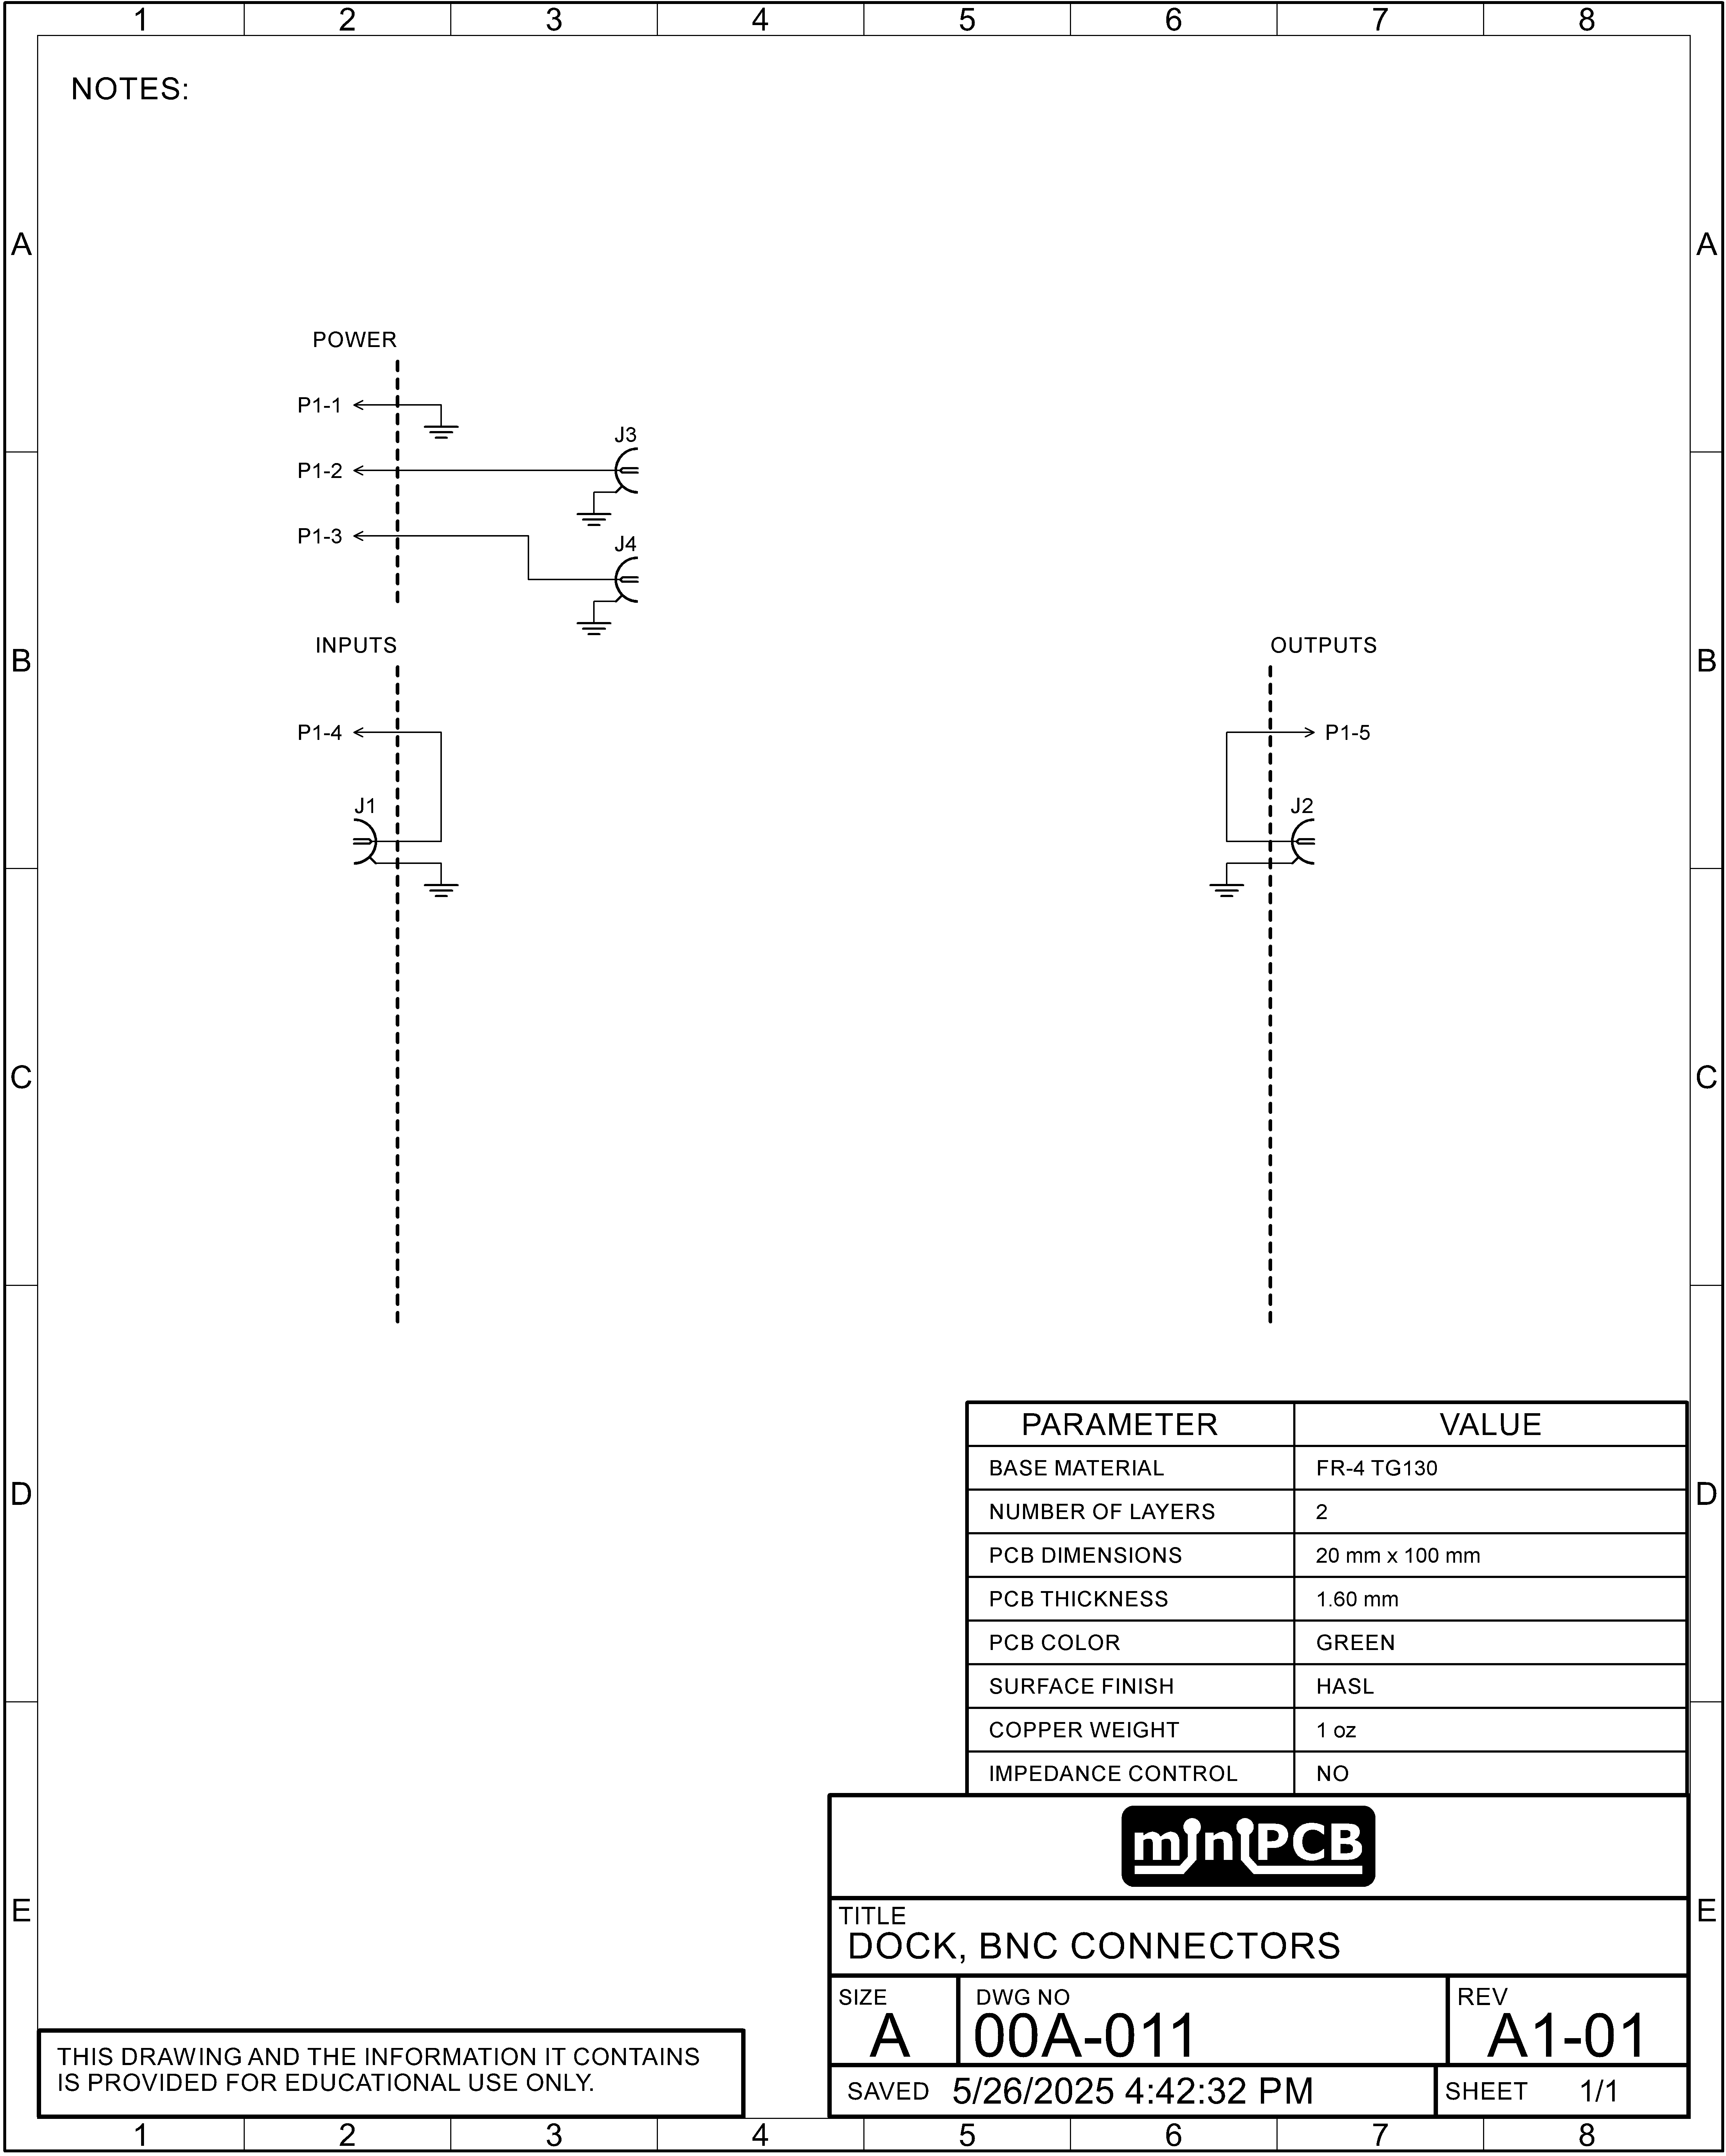 1 2 3 4 5 6 7 8
NOTES:
A A
POWER
P1-1
J3
P1-2
P1-3
J4
INPUTS OUTPUTS
B B
P1-4 P1-5
J1 J2
C C
PARAMETER VALUE
BASE MATERIAL FR-4 TG130
D D
NUMBER OF LAYERS 2
PCB DIMENSIONS 20 mm x 100 mm
PCB THICKNESS 1.60 mm
PCB COLOR GREEN
SURFACE FINISH HASL
COPPER WEIGHT 1 oz
IMPEDANCE CONTROL NO
miniPCB
E E
TITLE
DOCK, BNC CONNECTORS
SIZE DWG NO REV
A 00A-011 A1-01
THIS DRAWING AND THE INFORMATION IT CONTAINS
IS PROVIDED FOR EDUCATIONAL USE ONLY.
SAVED 5/26/2025 4:42:32 PM SHEET 1/1
1 2 3 4 5 6 7 8